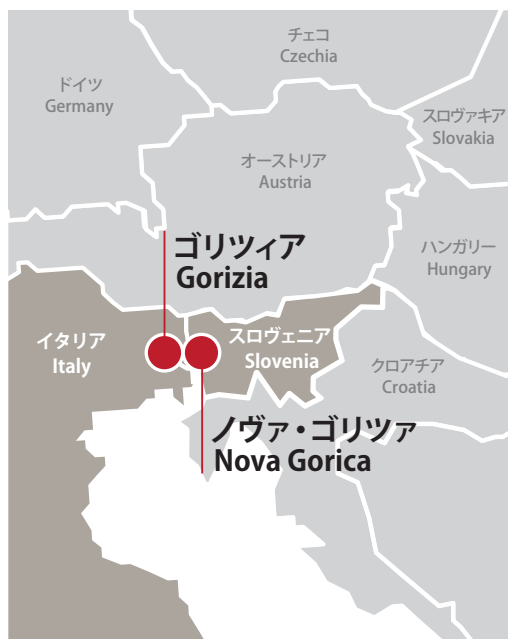 チェコ
Czechia
ドイツ
Germany
スロヴァキア
Slovakia
オーストリア
Austria
ゴリツィア
Gorizia
ハンガリー
Hungary
イタリア
Italy
スロヴェニア
Slovenia
クロアチア
Croatia
ノヴァ・ゴリツァ
Nova Gorica